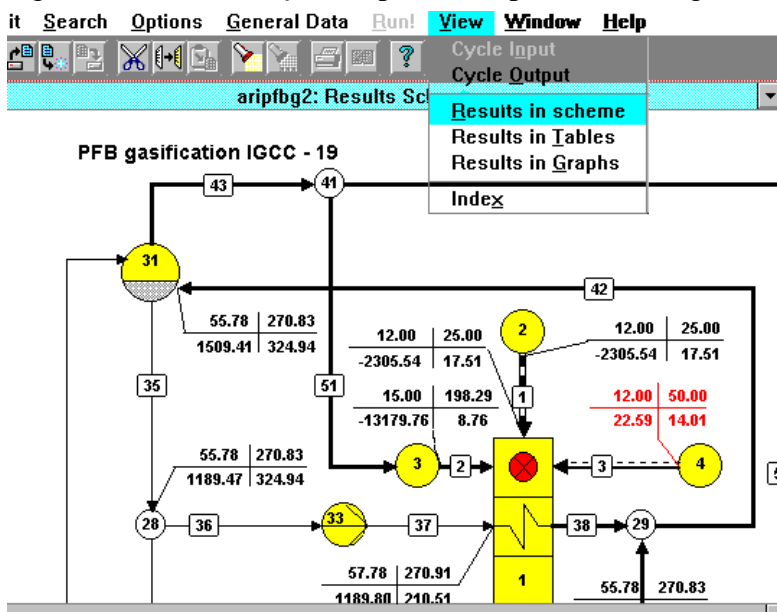 it Search Options General Data Run! View Window Help
Cycle Input
Cycle Output
aripfbg2: Results Sc
Results in scheme
Results in Tables
Results in Graphs
Index
PFB gasification IGCC - 19
43 41
31
42
55.78 270.83
1509.41 324.94
12.00 25.00
-2305.54 17.51
2
12.00 25.00
-2305.54 17.51
35 51 1
15.00 198.29
-13179.76 8.76
12.00 50.00
22.59 14.01
55.78 270.83
1189.47 324.94
3 2 3 4
28 36 33 37 38 29
57.78 270.91
1189.80 210.51
1
55.78 270.83